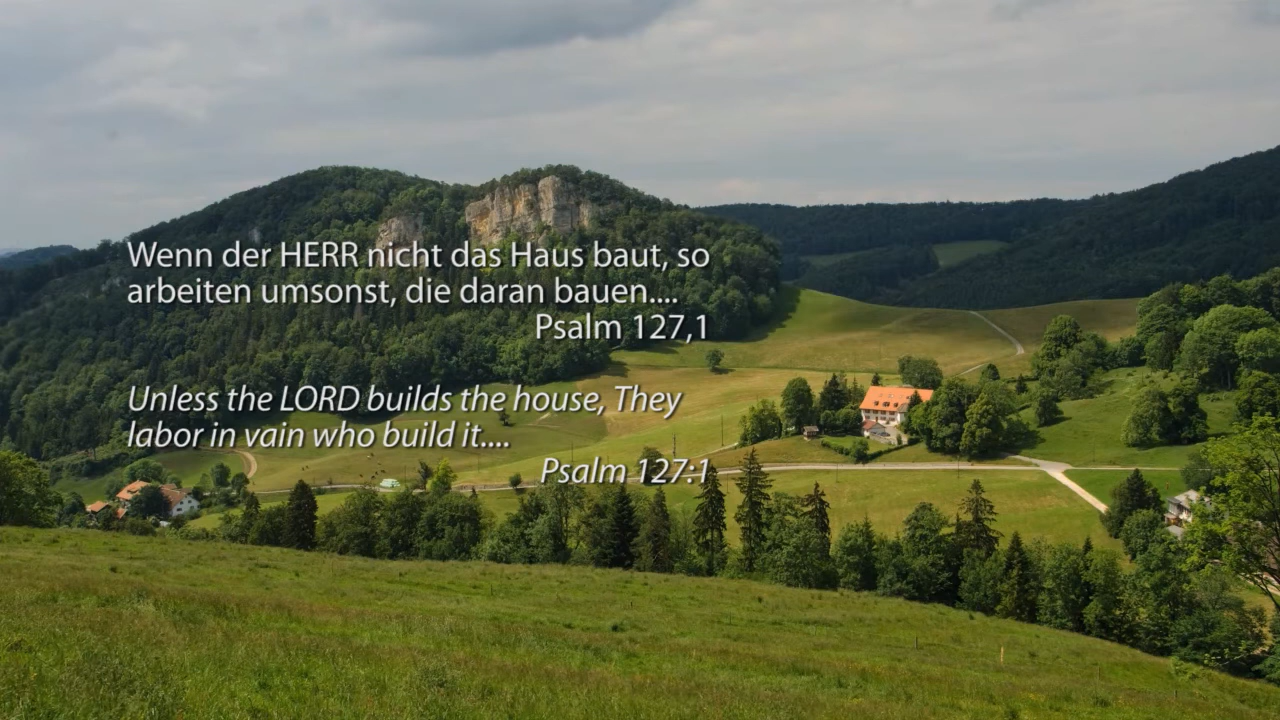 Wenn der HERR nicht das Haus baut, so
arbeiten umsonst, die daran bauen....
Psalm 127,1
Unless the LORD builds the house, They
labor in vain who build it....
Psalm 127:1